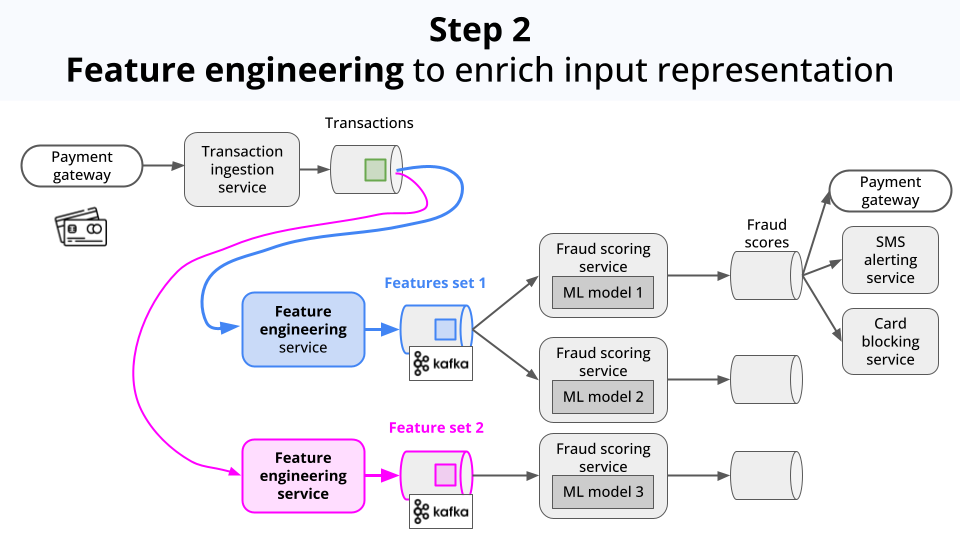 Step 2
Feature engineering to enrich input representation
Transactions
Payment
gateway
Transaction
ingestion
service
Payment
gateway
Fraud
scores
SMS
alerting
service
Card
blocking
service
Features set 1
Feature
engineering
service
kafka
Fraud scoring
service
ML model 1
Fraud scoring
service
ML model 2
Feature set 2
Feature
engineering
service
kafka
Fraud scoring
service
ML model 3